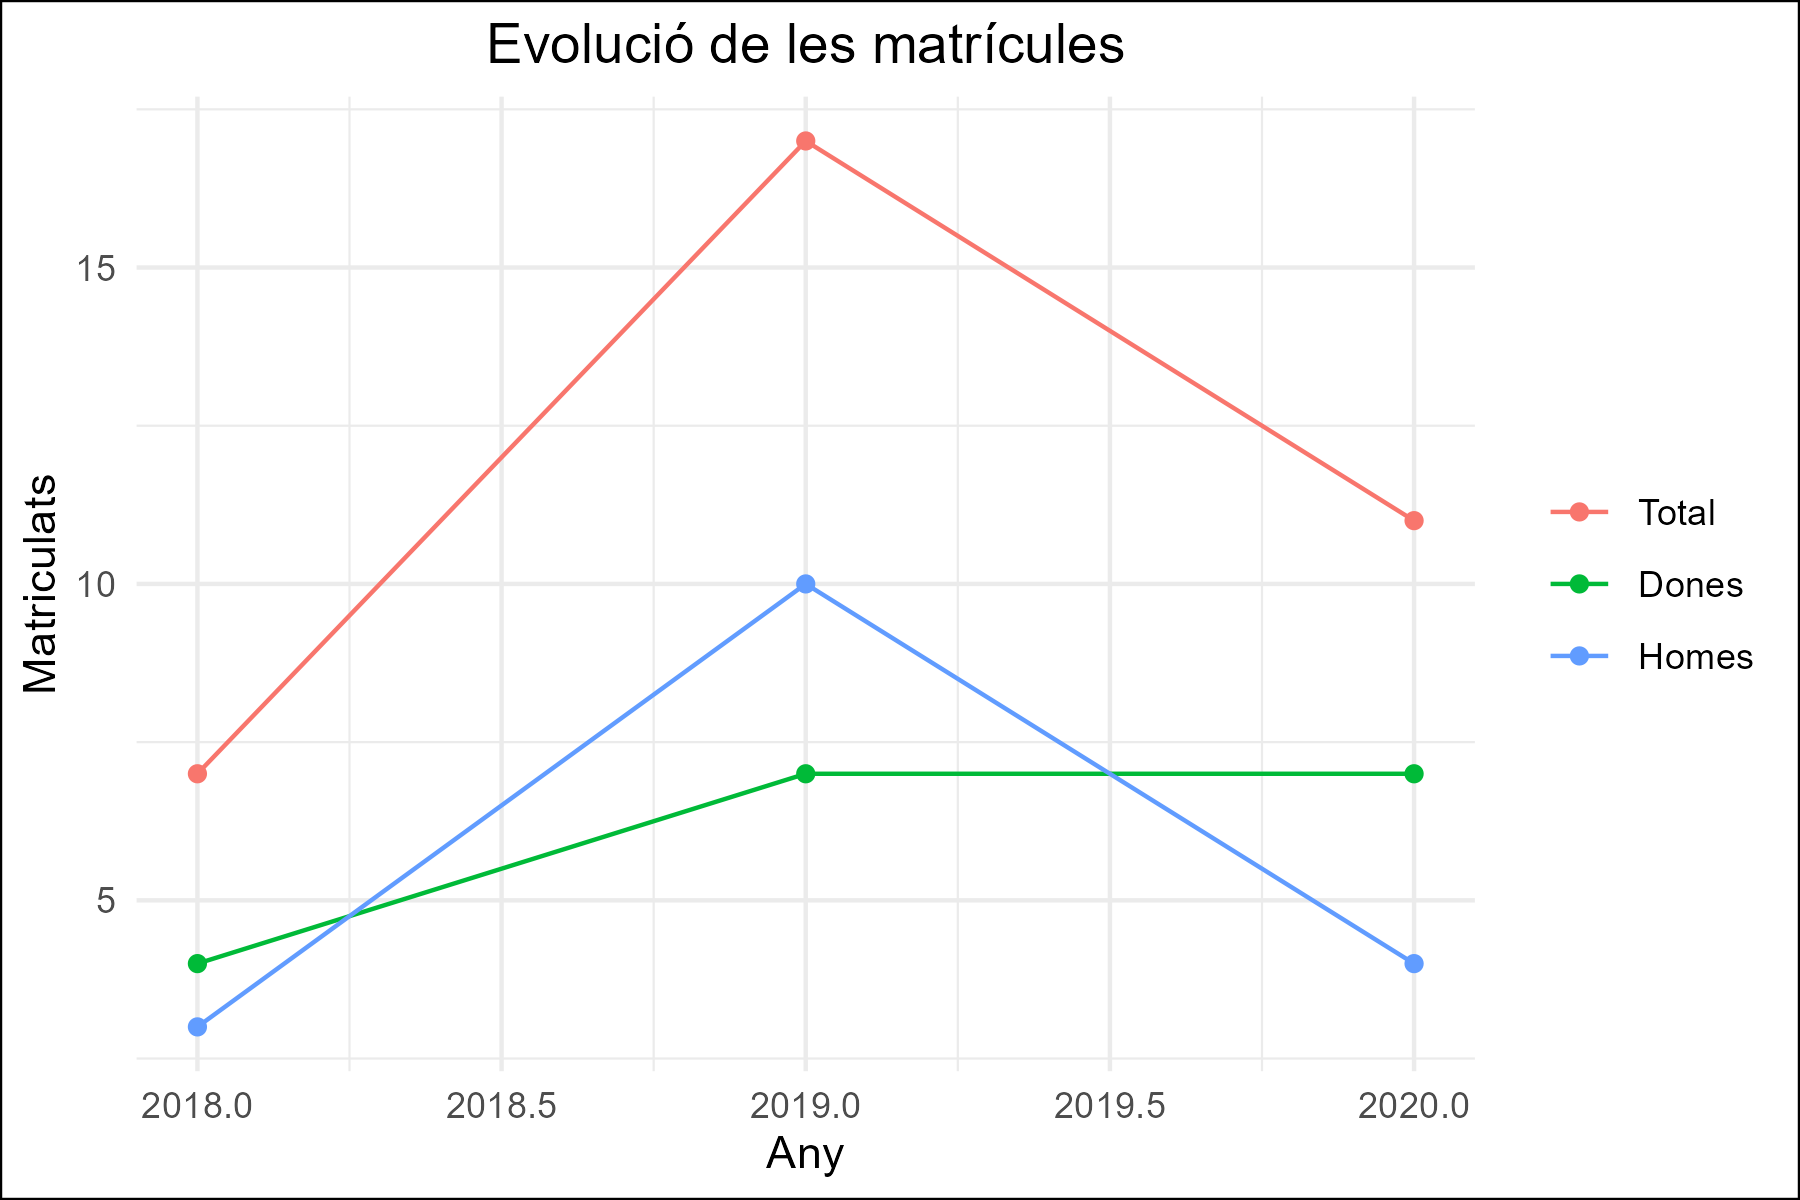 Evolució de les matrícules
Matriculats
15
10
5
2018.0
2018.5
2019.0
2019.5
2020.0
Any
Total
Dones
Homes